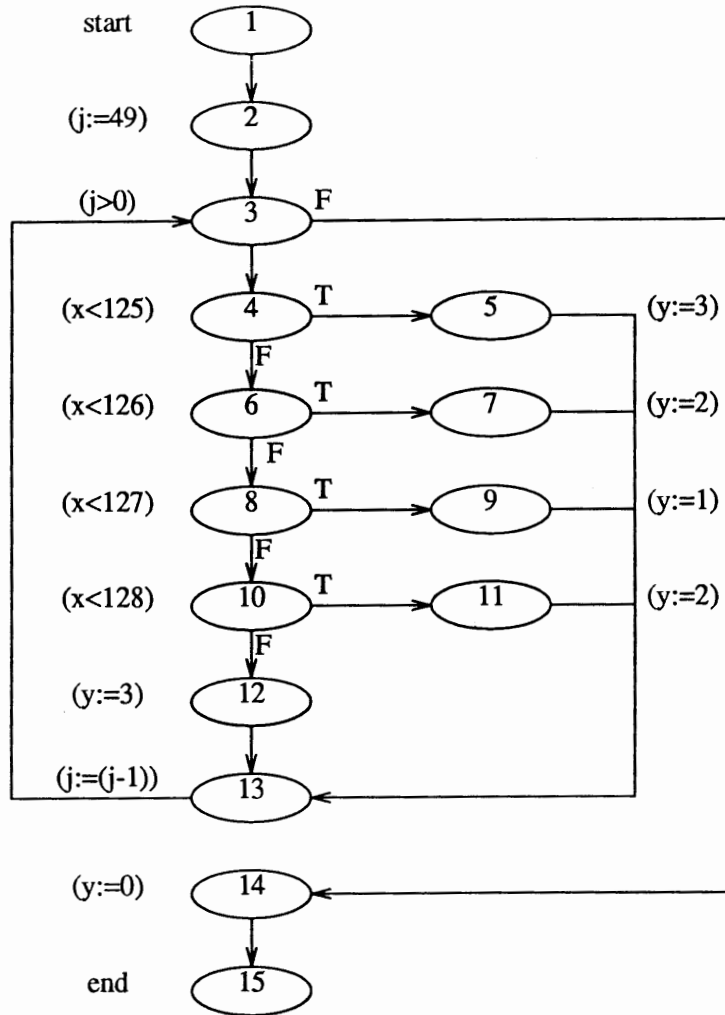 start 1
(j:=49) 2
(j>0) 3 F
(x<125) 4 T 5 (y:=3)
F
(x<126) 6 T 7 (y:=2)
F
(x<127) 8 T 9 (y:=1)
F
(x<128) 10 T 11 (y:=2)
F
(y:=3) 12
(j:=(j-1)) 13
(y:=0) 14
end 15